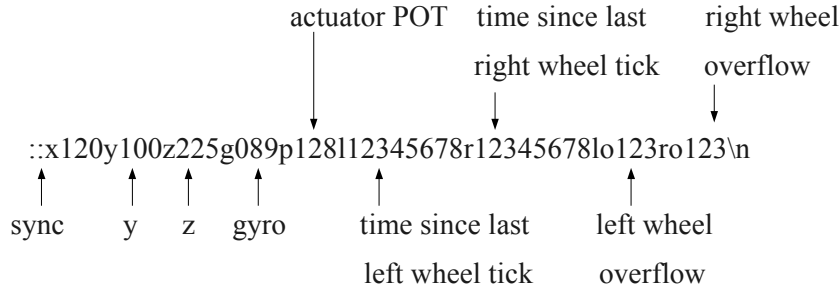 actuator POT time since last right wheel
right wheel tick overflow
::x120y100z225g089p128l12345678r12345678lo123ro123\n
sync y z gyro time since last left wheel
left wheel tick overflow